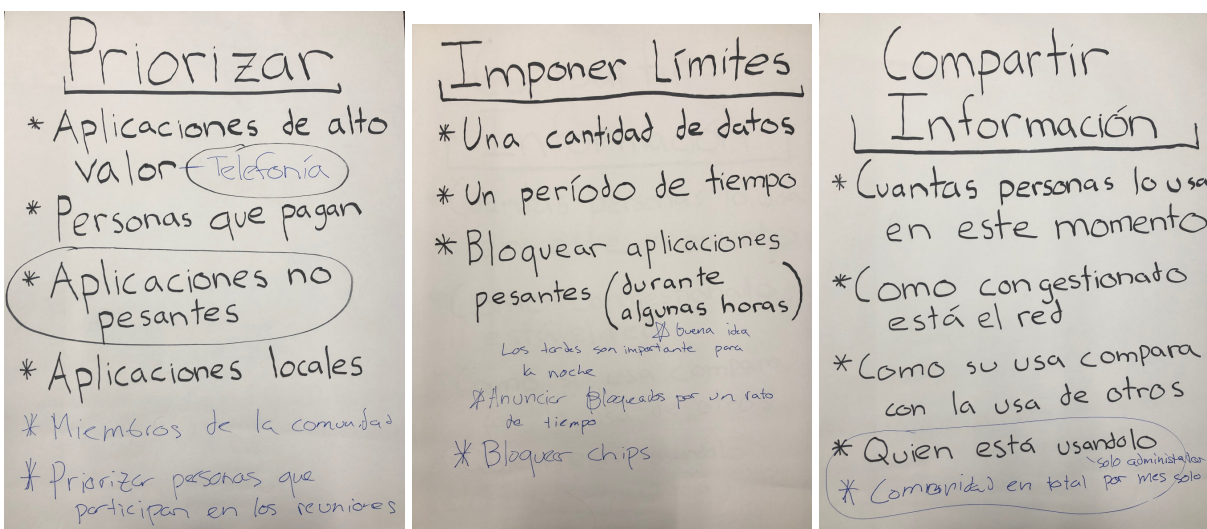 Priorizar
* Aplicaciones de alto
valor - Telefonía
* Personas que pagan
* Aplicaciones no
pesantes
* Aplicaciones locales
* Miembros de la comunidad
* Priorizar personas que
participan en los reuniones
Imponer Límites
* Una cantidad de datos
* Un período de tiempo
* Bloquear aplicaciones
pesantes (durante
algunas horas)
* buena idea
Los tardes son importante para
la noche
* Anunciar Bloqueados por un rato
de tiempo
* Bloquear chips
Compartir
Información
* Cuantas personas lo usa
en este momento
* Como congestionato
está el red
* Como su usa compara
con la usa de otros
* Quien está usandolo
solo administrador
* Comunidad en total por mes solo